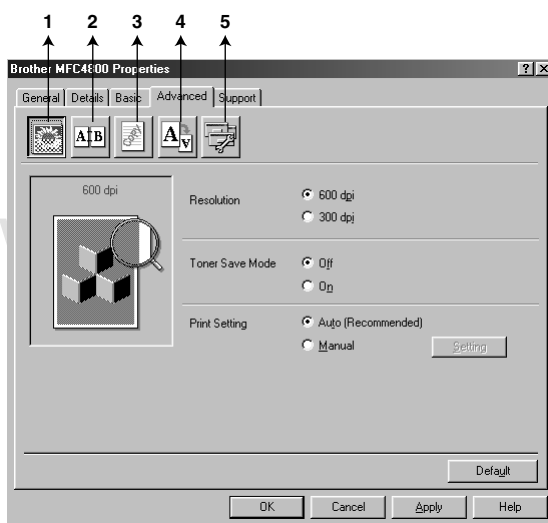 1 2 3 4 5
Brother MFC4800 Properties
General Details Basic Advanced Support
A B Copy A A
600 dpi
Resolution
600 dpi
300 dpi
Toner Save Mode
Off
On
Print Setting
Auto (Recommended)
Manual
Setting
Default
OK Cancel Apply Help